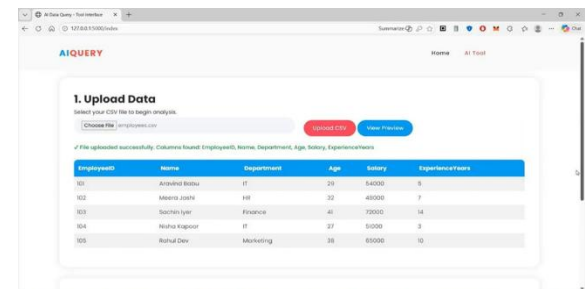 AI Data Query - Tool Interface
127.0.0.1:5000/index
Summarize
Chat
AIQUERY
Home AI Tool
1. Upload Data
Select your CSV file to begin analysis.
Choose File employees.csv
Upload CSV View Preview
✓ File uploaded successfully. Columns found: EmployeeID, Name, Department, Age, Salary, ExperienceYears
EmployeeID Name Department Age Salary ExperienceYears
101 Aravind Babu IT 29 54000 5
102 Meera Joshi HR 32 48000 7
103 Sachin Iyer Finance 41 72000 14
104 Nisha Kapoor IT 27 51000 3
105 Rahul Dev Marketing 36 65000 10